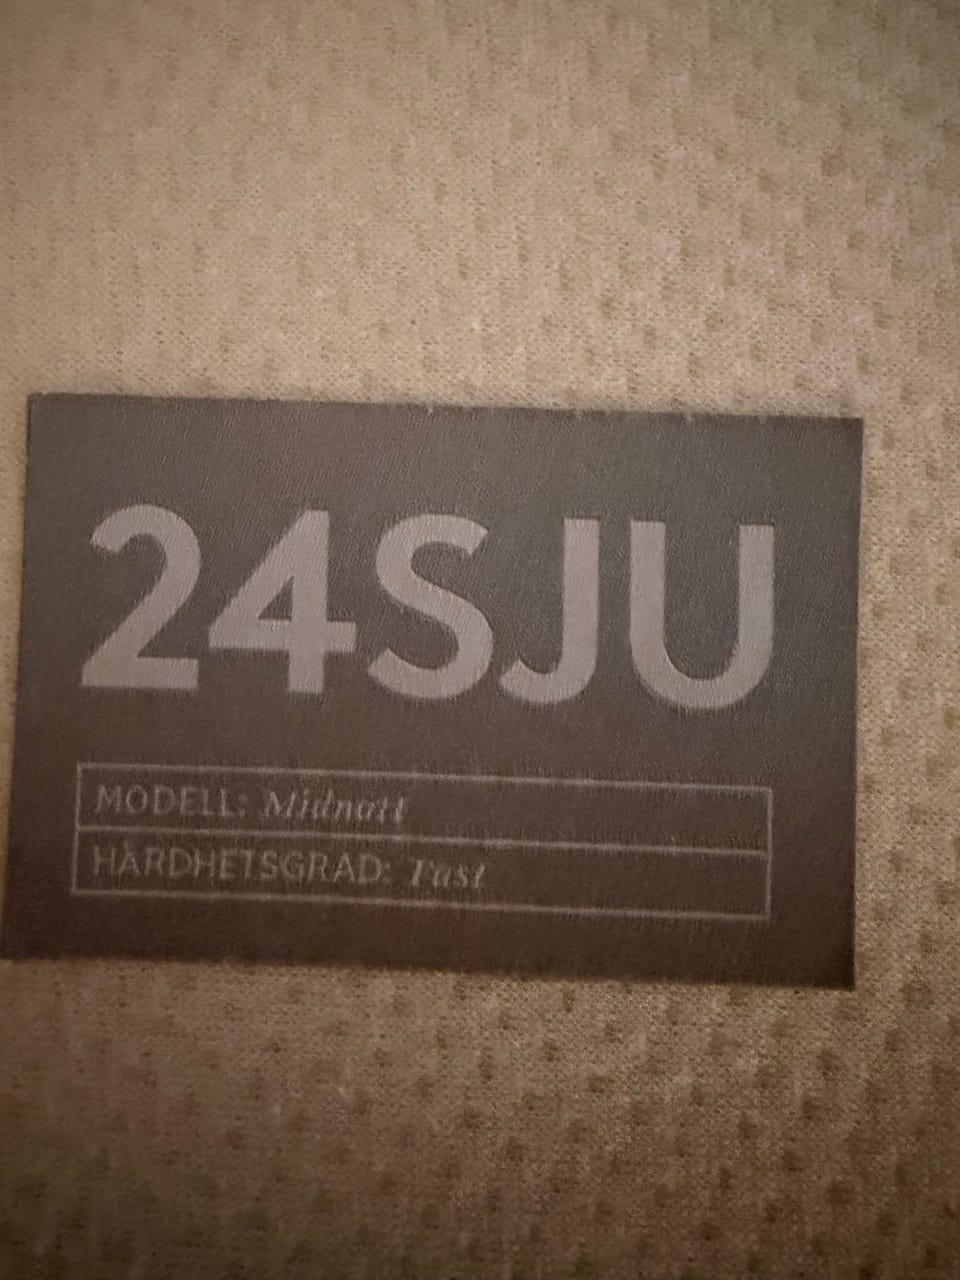 24SJU
MODELL: Midnatt
HÅRDHETSGRAD: Fast